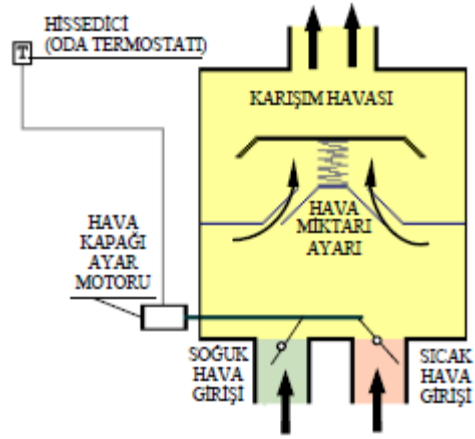 HİSSEDİCİ
(ODA TERMOSTATI)
T
KARIŞIM HAVASI
HAVA
MİKTARI
AYARI
HAVA
KAPAĞI
AYAR
MOTORU
SOĞUK
HAVA
GİRİŞİ
SICAK
HAVA
GİRİŞİ